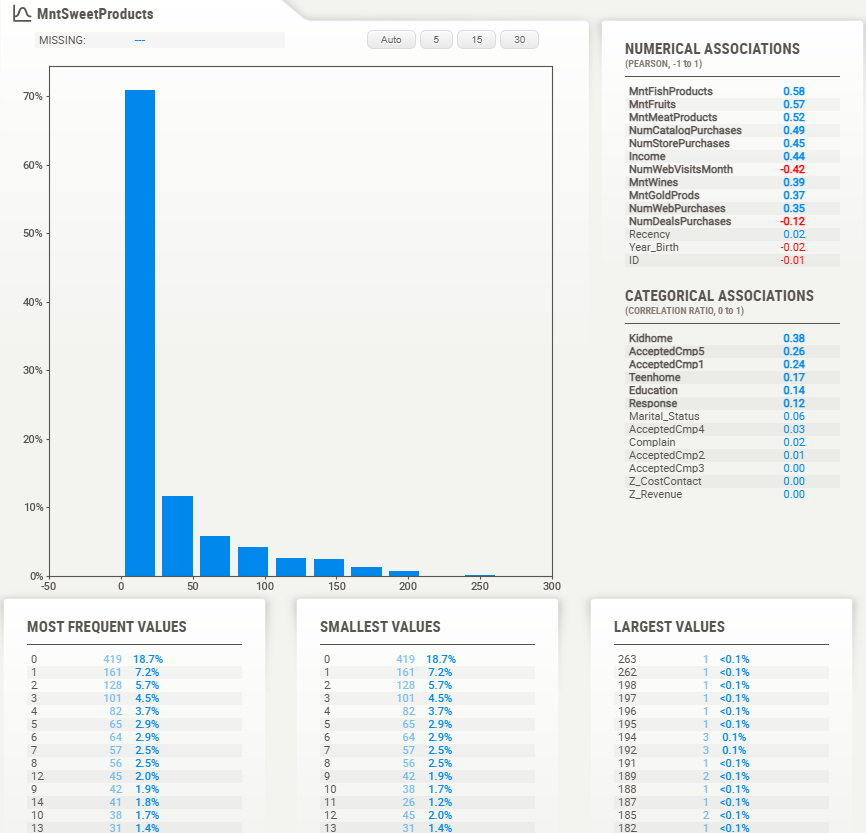 MntSweetProducts
MISSING: ---
Auto 5 15 30
70%
60%
50%
40%
30%
20%
10%
0%
-50 0 50 100 150 200 250 300
NUMERICAL ASSOCIATIONS
(PEARSON, -1 to 1)
MntFishProducts 0.58
MntFruits 0.57
MntMeatProducts 0.52
NumCatalogPurchases 0.49
NumStorePurchases 0.45
Income 0.44
NumWebVisitsMonth -0.42
MntWines 0.39
MntGoldProds 0.37
NumWebPurchases 0.35
NumDealsPurchases -0.12
Recency 0.02
Year_Birth -0.02
ID -0.01
CATEGORICAL ASSOCIATIONS
(CORRELATION RATIO, 0 to 1)
Kidhome 0.38
AcceptedCmp5 0.26
AcceptedCmp1 0.24
Teenhome 0.17
Education 0.14
Response 0.12
Marital_Status 0.06
AcceptedCmp4 0.03
Complain 0.02
AcceptedCmp2 0.01
AcceptedCmp3 0.00
Z_CostContact 0.00
Z_Revenue 0.00
MOST FREQUENT VALUES
0 419 18.7%
1 161 7.2%
2 128 5.7%
3 101 4.5%
4 82 3.7%
5 65 2.9%
6 64 2.9%
7 57 2.5%
8 56 2.5%
12 45 2.0%
9 42 1.9%
14 41 1.8%
10 38 1.7%
13 31 1.4%
SMALLEST VALUES
0 419 18.7%
1 161 7.2%
2 128 5.7%
3 101 4.5%
4 82 3.7%
5 65 2.9%
6 64 2.9%
7 57 2.5%
8 56 2.5%
9 42 1.9%
10 38 1.7%
11 26 1.2%
12 45 2.0%
13 31 1.4%
LARGEST VALUES
263 1 <0.1%
262 1 <0.1%
198 1 <0.1%
197 1 <0.1%
196 1 <0.1%
195 1 <0.1%
194 3 0.1%
192 3 0.1%
191 1 <0.1%
189 2 <0.1%
188 1 <0.1%
187 1 <0.1%
185 2 <0.1%
182 1 <0.1%